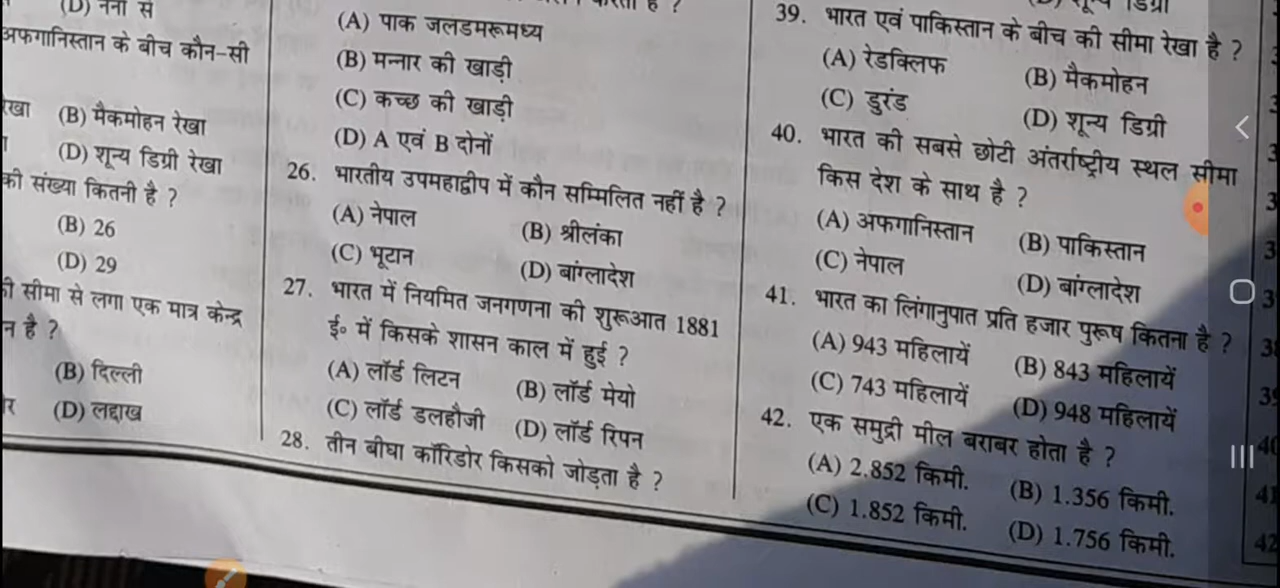 (D)
अफगानिस्तान के बीच कौन-सी
रेखा (B) मैकमोहन रेखा
(D) शून्य डिग्री रेखा
की संख्या कितनी है ?
(B) 26
(D) 29
की सीमा से लगा एक मात्र केन्द्र
है ?
(B) दिल्ली
(D) लद्दाख
(A) पाक जलडमरूमध्य
(B) मन्नार की खाड़ी
(C) कच्छ की खाड़ी
(D) A एवं B दोनों
26. भारतीय उपमहाद्वीप में कौन सम्मिलित नहीं है ?
(A) नेपाल (B) श्रीलंका
(C) भूटान (D) बांग्लादेश
27. भारत में नियमित जनगणना की शुरूआत 1881
ई॰ में किसके शासन काल में हुई ?
(A) लॉर्ड लिटन (B) लॉर्ड मेयो
(C) लॉर्ड डलहौजी (D) लॉर्ड रिपन
28. तीन बीघा कॉरिडोर किसको जोड़ता है ?
39. भारत एवं पाकिस्तान के बीच की सीमा रेखा है ?
(A) रेडक्लिफ (B) मैकमोहन
(C) डुरंड (D) शून्य डिग्री
40. भारत की सबसे छोटी अंतर्राष्ट्रीय स्थल सीमा
किस देश के साथ है ?
(A) अफगानिस्तान (B) पाकिस्तान
(C) नेपाल (D) बांग्लादेश
41. भारत का लिंगानुपात प्रति हजार पुरूष कितना है ?
(A) 943 महिलायें (B) 843 महिलायें
(C) 743 महिलायें (D) 948 महिलायें
42. एक समुद्री मील बराबर होता है ?
(A) 2.852 किमी. (B) 1.356 किमी.
(C) 1.852 किमी. (D) 1.756 किमी.